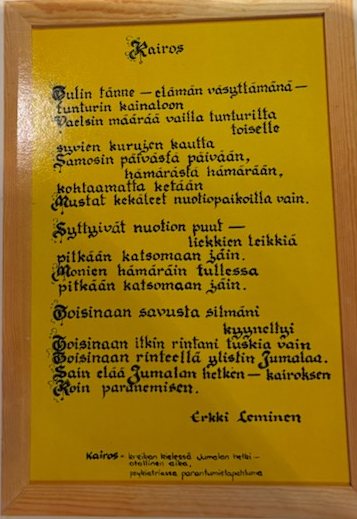 Kairos
Tulin tänne — elämän väsyttämänä —
tunturin kainaloon
Vaelsin määrää vailla tunturilta
toiselle
syvien kurujen kautta
Samosin päivästä päivään,
hämärästä hämärään,
kohtaamatta ketään
Mustat kekäleet nuotiopaikoilla vain.
Syttyivät nuotion puut —
liekkien leikkiä
pitkään katsomaan jäin.
Monien hämäräin tullessa
pitkään katsomaan jäin.
Toisinaan savusta silmäni
kyyneltyi
Toisinaan itkin rintani tuskia vain
Toisinaan rinteellä ylistin Jumalaa.
Sain elää Jumalan hetken — kairoksen
Koin paranemisen.
Erkki Leminen
Kairos = kreikan kielessä Jumalan hetki —
otollinen aika,
psykiatriassa parantumistapahtuma